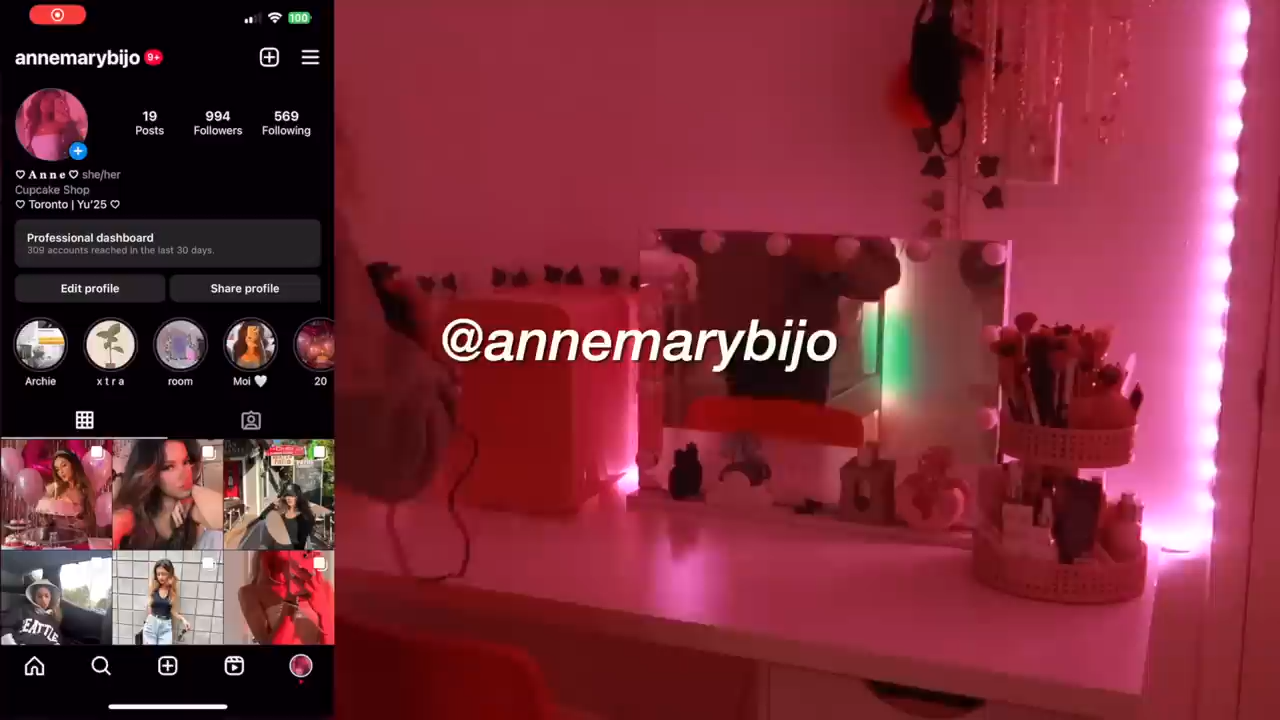 100
annemarybijo 9+
19 994 569
Posts Followers Following
♡ 𝐀𝐧𝐧𝐞 ♡ she/her
Cupcake Shop
♡ Toronto | Yu'25 ♡
Professional dashboard
309 accounts reached in the last 30 days.
Edit profile Share profile
Archie x t r a room Moi 🤍 20
@annemarybijo